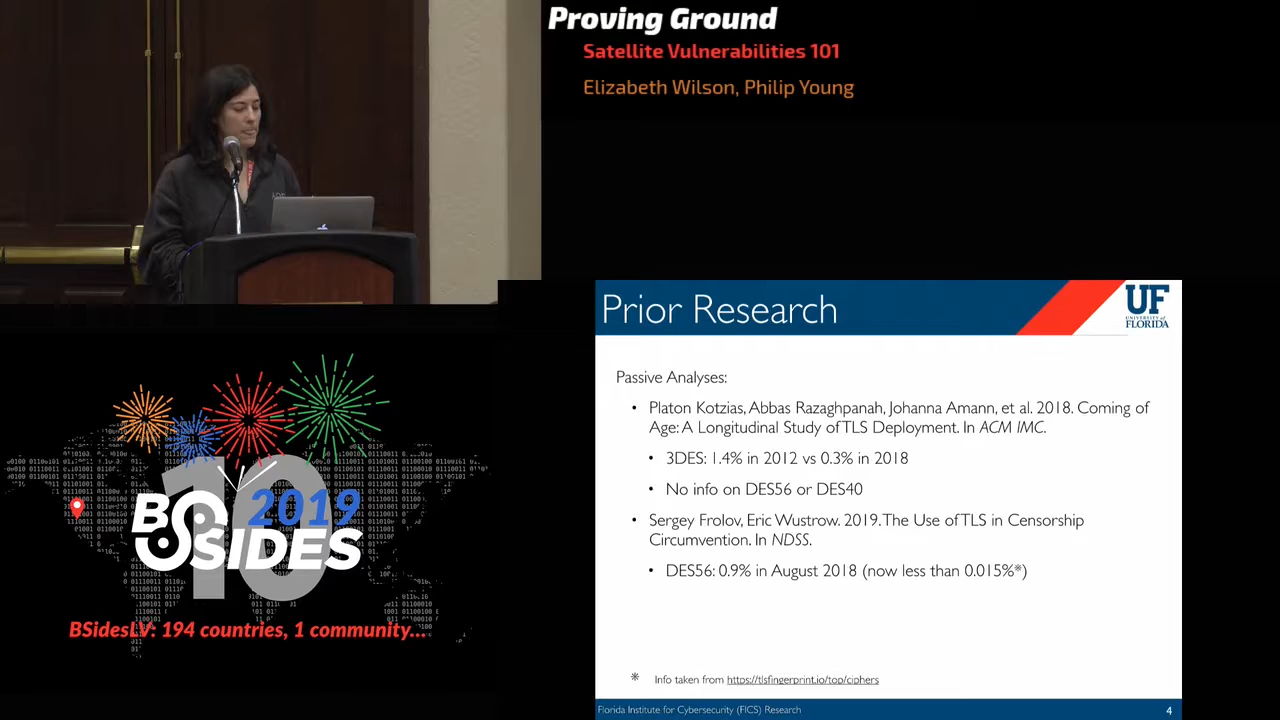 Proving Ground
Satellite Vulnerabilities 101
Elizabeth Wilson, Philip Young
Prior Research
UF
UNIVERSITY of
FLORIDA
Passive Analyses:
• Platon Kotzias, Abbas Razaghpanah, Johanna Amann, et al. 2018. Coming of
Age: A Longitudinal Study of TLS Deployment. In ACM IMC.
• 3DES: 1.4% in 2012 vs 0.3% in 2018
• No info on DES56 or DES40
• Sergey Frolov, Eric Wustrow. 2019. The Use of TLS in Censorship
Circumvention. In NDSS.
• DES56: 0.9% in August 2018 (now less than 0.015%*)
* Info taken from https://tlsfingerprint.io/top/ciphers
Florida Institute for Cybersecurity (FICS) Research
4
10
2019
BSIDES
BSidesLV: 194 countries, 1 community...